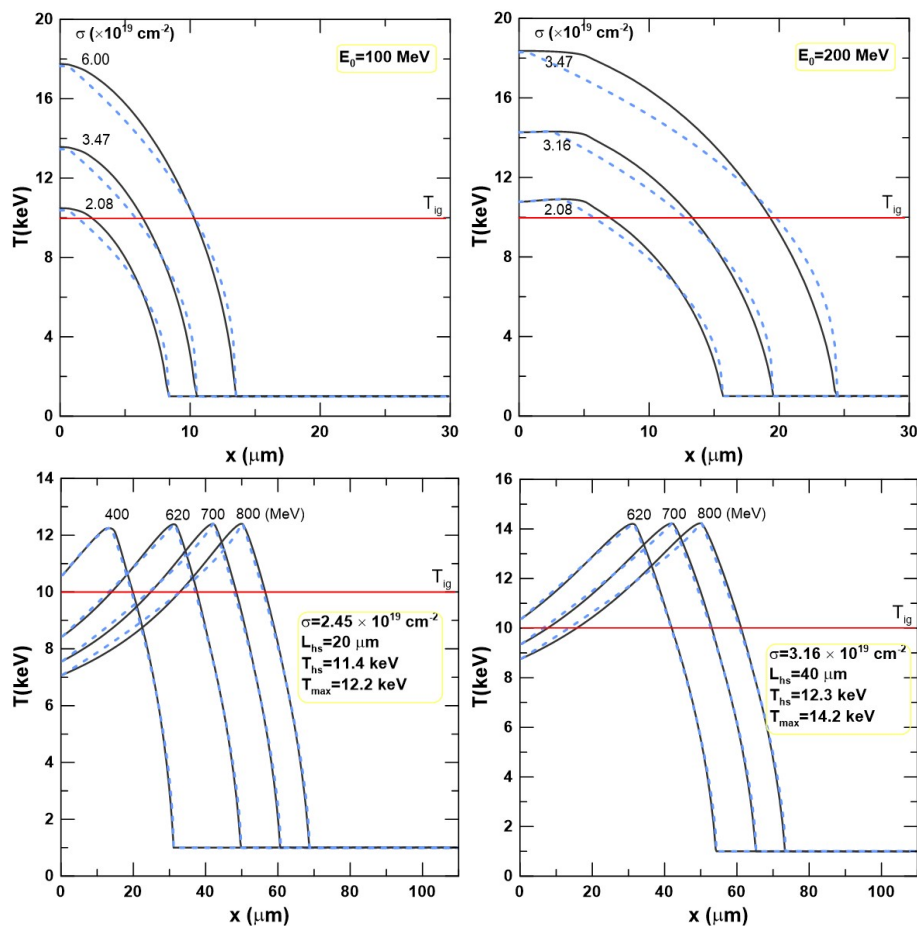 σ (×10¹⁹ cm⁻²)
E₀=100 MeV
6.00
3.47
2.08
T_ig
T(keV)
20
16
12
8
4
0
0 10 20 30
x (μm)
σ (×10¹⁹ cm⁻²)
E₀=200 MeV
3.47
3.16
2.08
T_ig
T(keV)
20
16
12
8
4
0
0 10 20 30
x (μm)
400 620 700 800 (MeV)
T_ig
σ=2.45 × 10¹⁹ cm⁻²
L_hs=20 μm
T_hs=11.4 keV
T_max=12.2 keV
T(keV)
14
12
10
8
6
4
2
0
0 20 40 60 80 100
x (μm)
620 700 800 (MeV)
T_ig
σ=3.16 × 10¹⁹ cm⁻²
L_hs=40 μm
T_hs=12.3 keV
T_max=14.2 keV
T(keV)
16
14
12
10
8
6
4
2
0
0 20 40 60 80 100
x (μm)